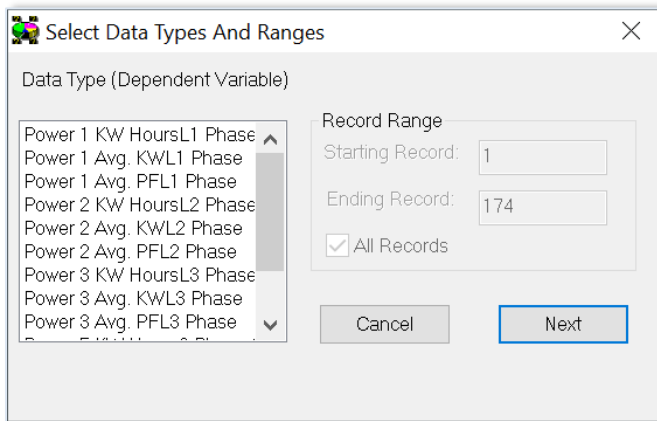 Select Data Types And Ranges
Data Type (Dependent Variable)
Power 1 KW HoursL1 Phase
Power 1 Avg. KWL1 Phase
Power 1 Avg. PFL1 Phase
Power 2 KW HoursL2 Phase
Power 2 Avg. KWL2 Phase
Power 2 Avg. PFL2 Phase
Power 3 KW HoursL3 Phase
Power 3 Avg. KWL3 Phase
Power 3 Avg. PFL3 Phase
Record Range
Starting Record: 1
Ending Record: 174
All Records
Cancel Next